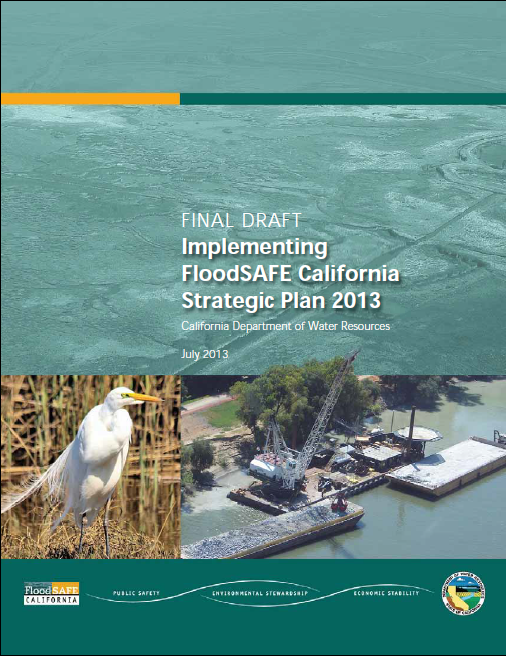 FINAL DRAFT
Implementing
FloodSAFE California
Strategic Plan 2013
California Department of Water Resources
July 2013
FloodSAFE
CALIFORNIA
PUBLIC SAFETY
ENVIRONMENTAL STEWARDSHIP
ECONOMIC STABILITY